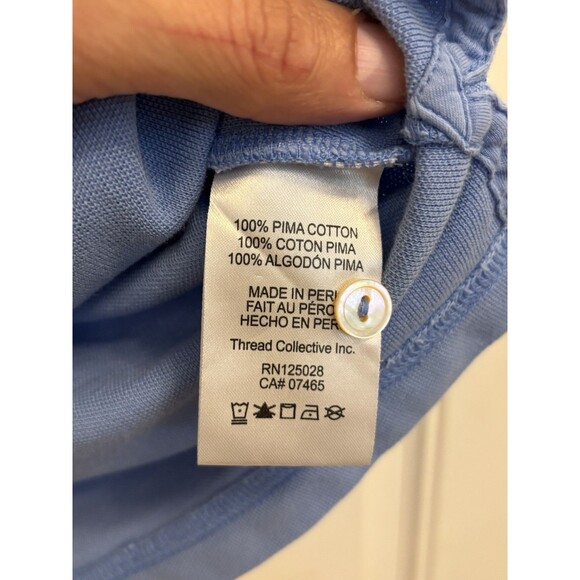 100% PIMA COTTON
100% COTON PIMA
100% ALGODÓN PIMA
MADE IN
FAIT AU
HECHO EN
Thread Collective Inc.
RN125028
CA# 07465